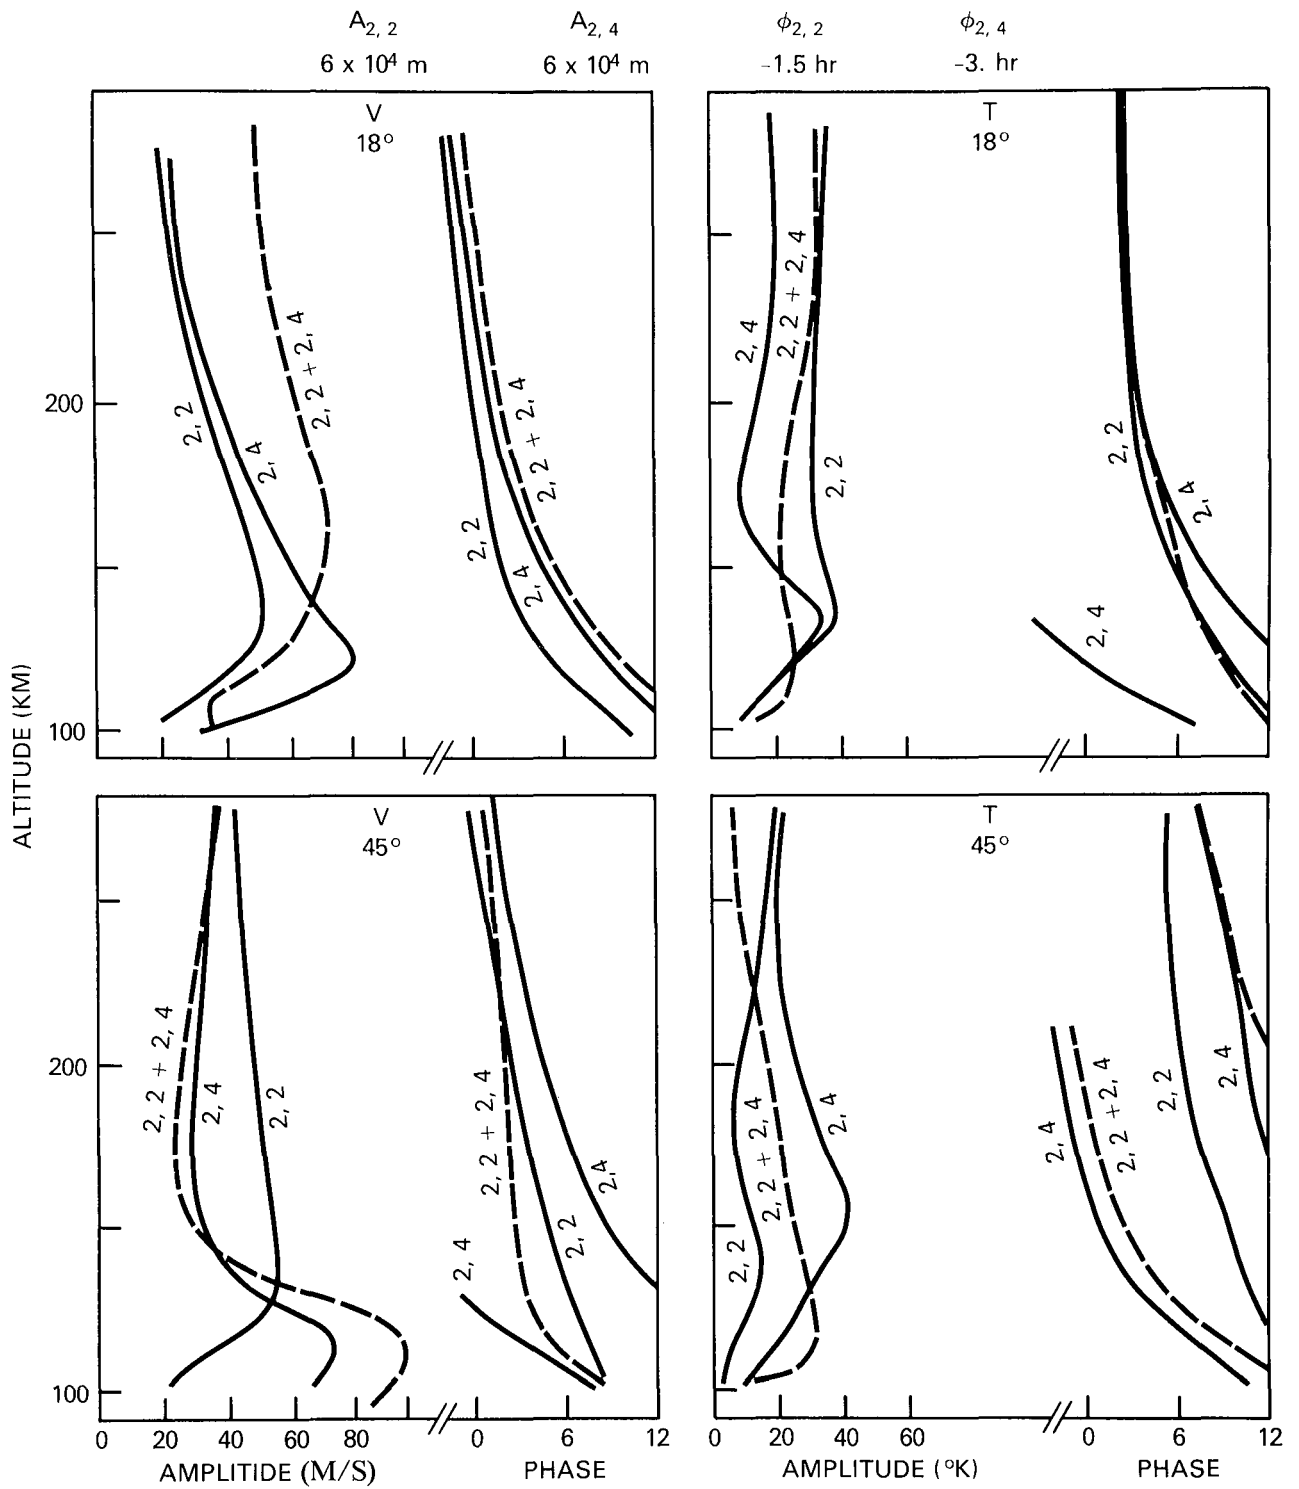 A2, 2 A2, 4 ϕ2, 2 ϕ2, 4
6 x 10⁴ m 6 x 10⁴ m -1.5 hr -3. hr
V
18°
T
18°
2, 2
2, 4
2, 2 + 2, 4
2, 2
2, 4
2, 2 + 2, 4
2, 4
2, 2 + 2, 4
2, 2
2, 4
2, 2
2, 4
200
100
ALTITUDE (KM)
V
45°
T
45°
2, 2 + 2, 4
2, 4
2, 2
2, 4
2, 2 + 2, 4
2, 2
2, 4
2, 2
2, 2 + 2, 4
2, 4
2, 4
2, 2 + 2, 4
2, 2
2, 4
200
100
0 20 40 60 80 0 6 12 0 20 40 60 0 6 12
AMPLITIDE (M/S) PHASE AMPLITUDE (°K) PHASE